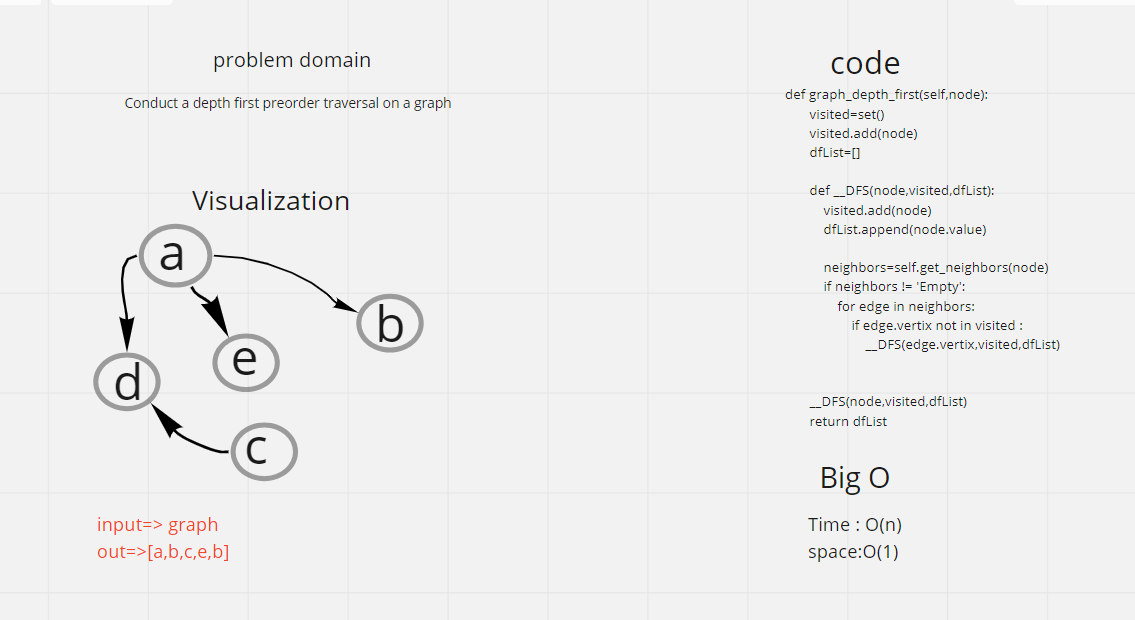 problem domain
Conduct a depth first preorder traversal on a graph
Visualization
a
b
e
d
c
input=> graph
out=>[a,b,c,e,b]
code
def graph_depth_first(self,node):
visited=set()
visited.add(node)
dfList=[]
def __DFS(node,visited,dfList):
visited.add(node)
dfList.append(node.value)
neighbors=self.get_neighbors(node)
if neighbors != 'Empty':
for edge in neighbors:
if edge.vertix not in visited :
__DFS(edge.vertix,visited,dfList)
__DFS(node,visited,dfList)
return dfList
Big O
Time : O(n)
space:O(1)